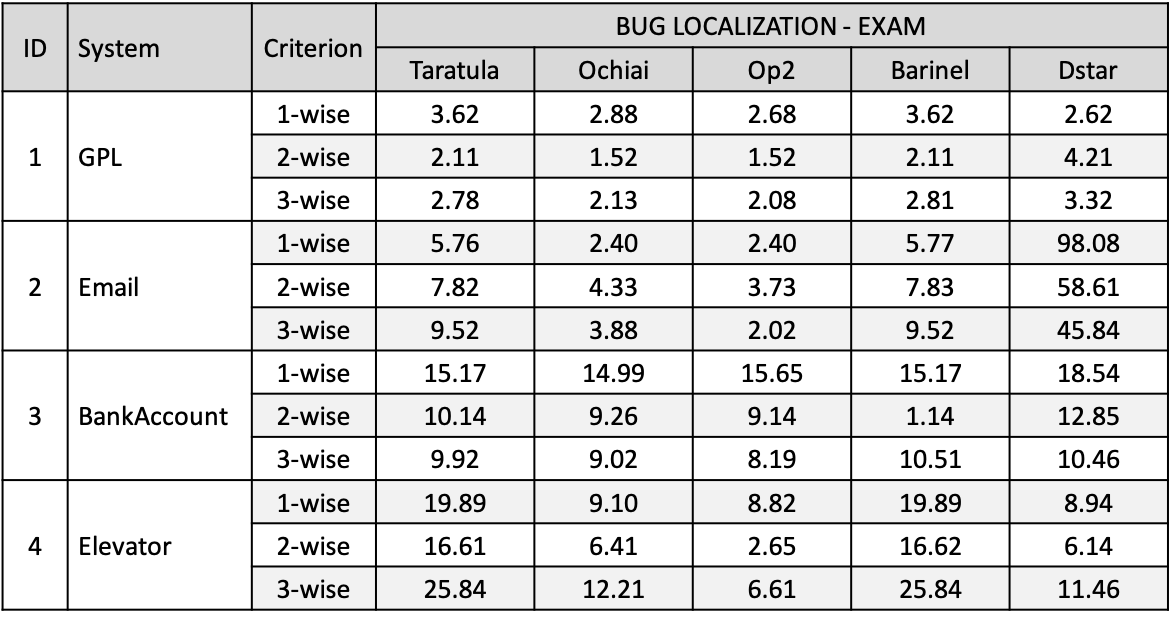 ID System Criterion BUG LOCALIZATION - EXAM
Taratula Ochiai Op2 Barinel Dstar
1 GPL 1-wise 3.62 2.88 2.68 3.62 2.62
2-wise 2.11 1.52 1.52 2.11 4.21
3-wise 2.78 2.13 2.08 2.81 3.32
2 Email 1-wise 5.76 2.40 2.40 5.77 98.08
2-wise 7.82 4.33 3.73 7.83 58.61
3-wise 9.52 3.88 2.02 9.52 45.84
3 BankAccount 1-wise 15.17 14.99 15.65 15.17 18.54
2-wise 10.14 9.26 9.14 1.14 12.85
3-wise 9.92 9.02 8.19 10.51 10.46
4 Elevator 1-wise 19.89 9.10 8.82 19.89 8.94
2-wise 16.61 6.41 2.65 16.62 6.14
3-wise 25.84 12.21 6.61 25.84 11.46